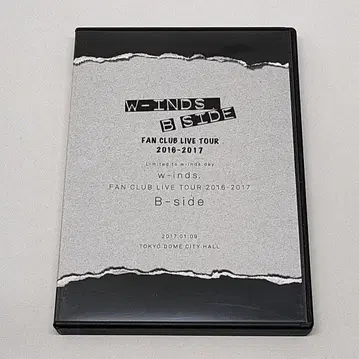 W-INDS.
B SIDE
FAN CLUB LIVE TOUR
2016-2017
Limited to w-inds.day
w-inds.
FAN CLUB LIVE TOUR 2016-2017
B-side
2017.01.09
TOKYO DOME CITY HALL